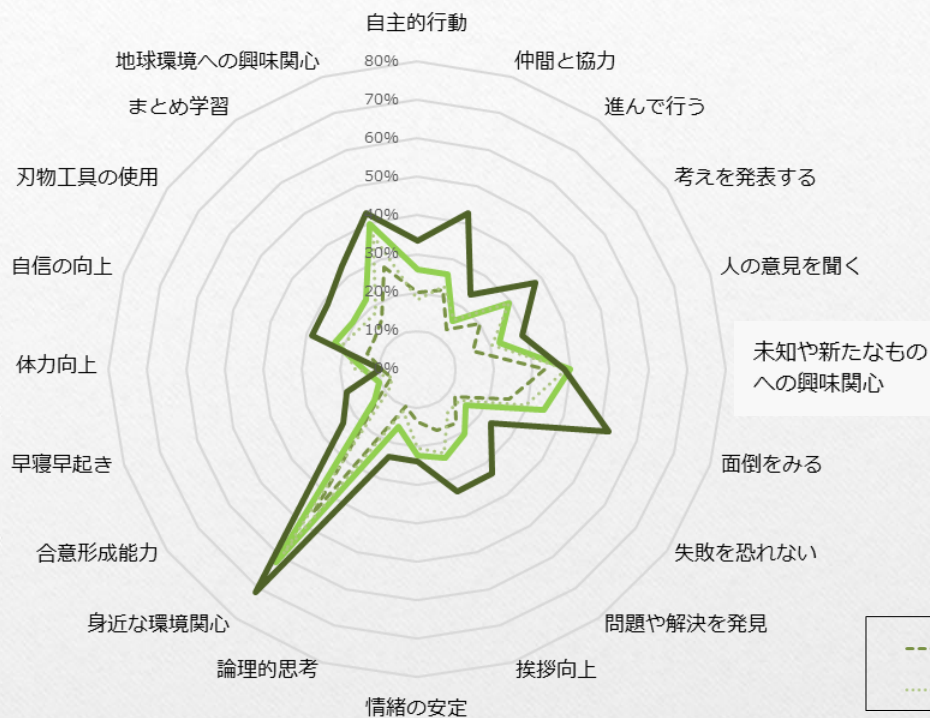 自主的行動
仲間と協力
進んで行う
考えを発表する
人の意見を聞く
未知や新たなもの
への興味関心
面倒をみる
失敗を恐れない
問題や解決を発見
挨拶向上
情緒の安定
論理的思考
身近な環境関心
合意形成能力
早寝早起き
体力向上
自信の向上
刃物工具の使用
まとめ学習
地球環境への興味関心
80%
70%
60%
50%
40%
30%
20%
10%
0%